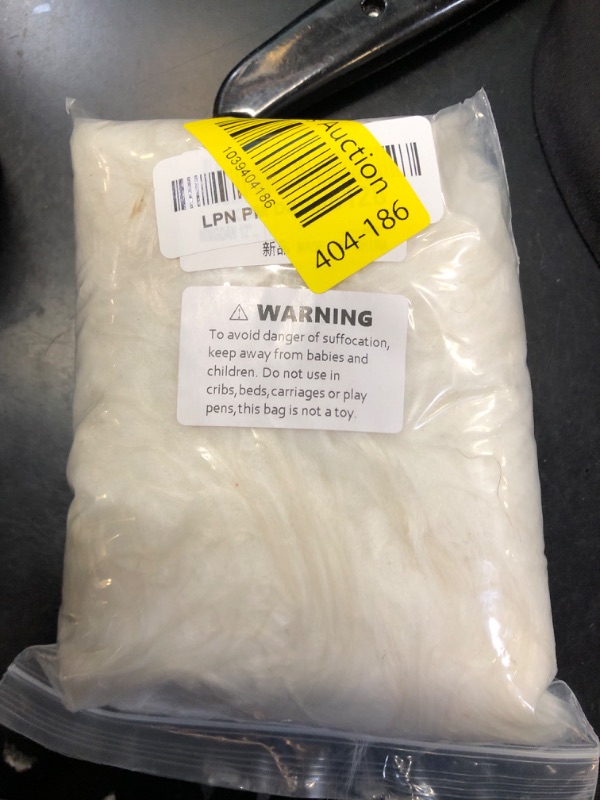 Auction
1039404186
404-186
LPN
新
WARNING
To avoid danger of suffocation,
keep away from babies and
children. Do not use in
cribs,beds,carriages or play
pens,this bag is not a toy.